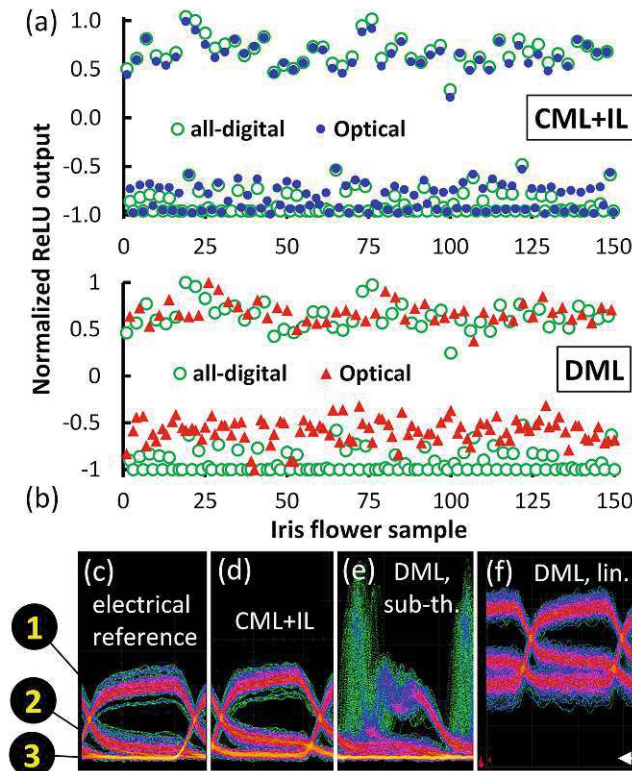 (a)
1.0
0.5
0.0
-0.5
-1.0
all-digital Optical
CML+IL
0 25 50 75 100 125 150
Normalized ReLU output
1
0.5
0
-0.5
-1
all-digital Optical
DML
0 25 50 75 100 125 150
(b)
Iris flower sample
(c)
electrical
reference
(d)
CML+IL
(e)
DML,
sub-th.
(f)
DML, lin.
1
2
3